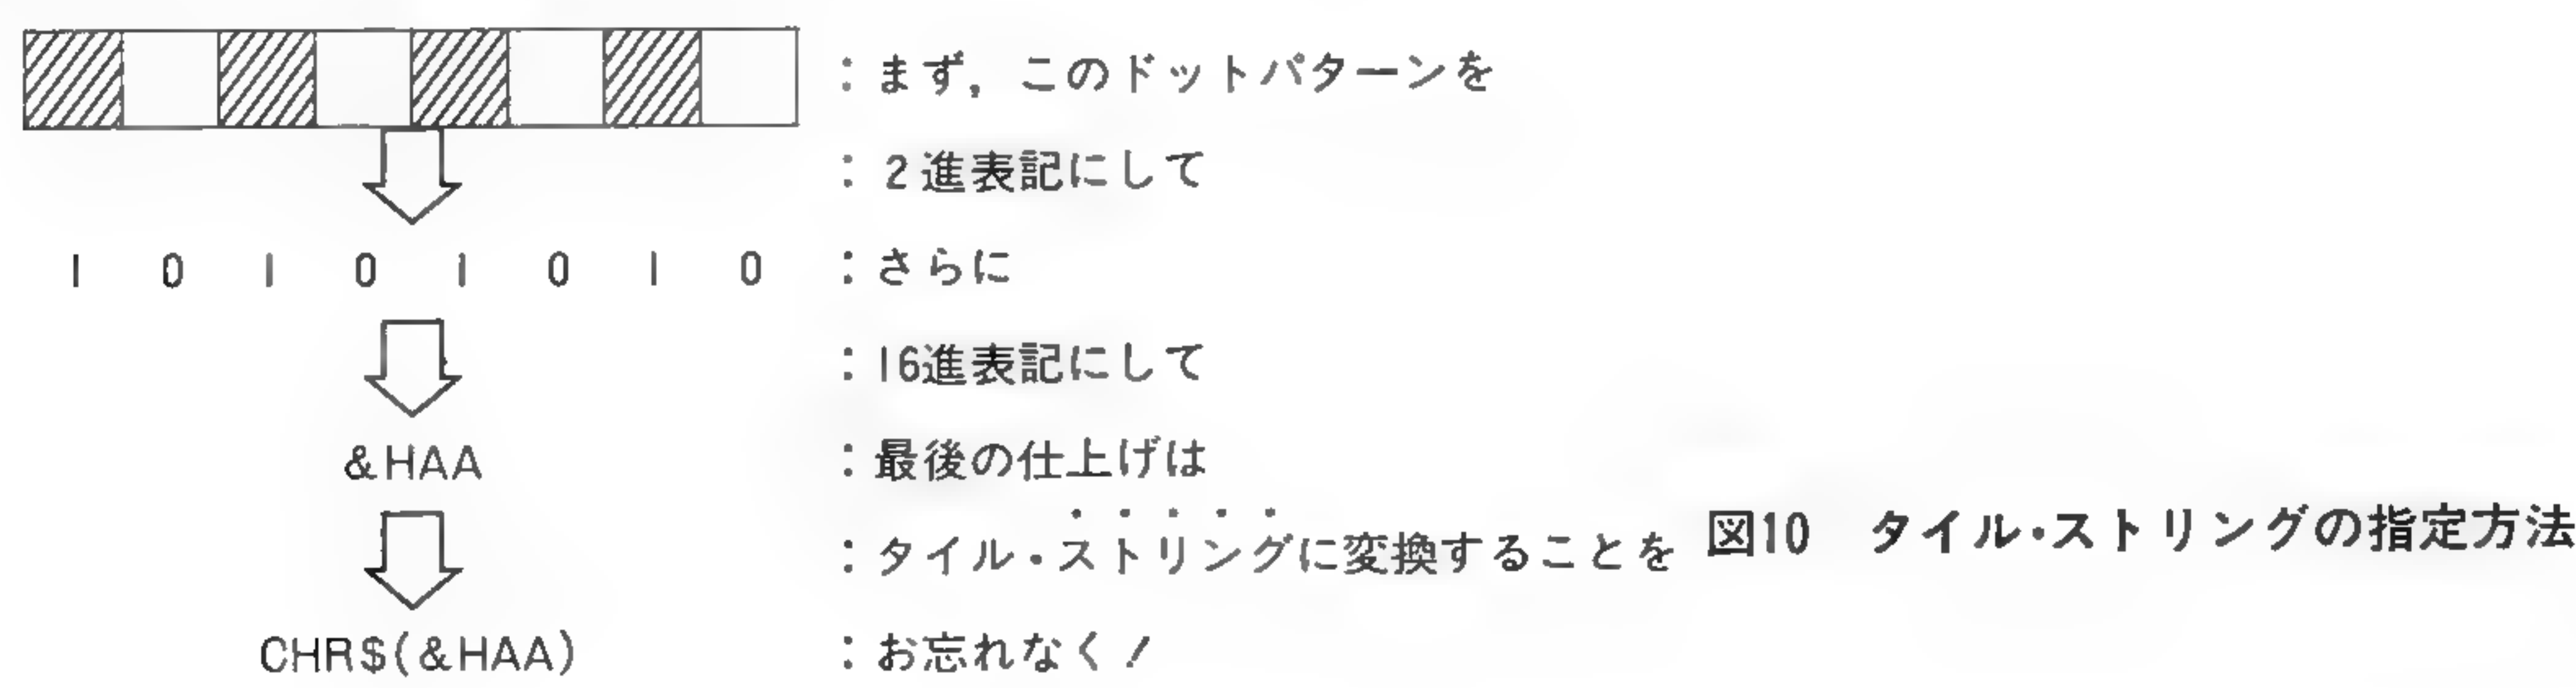 ：まず，このドットパターンを
：2進表記にして
1 0 1 0 1 0 1 0 ：さらに
：16進表記にして
&HAA ：最後の仕上げは
：タイル・ストリングに変換することを
CHR$(&HAA) ：お忘れなく！
図10　タイル・ストリングの指定方法